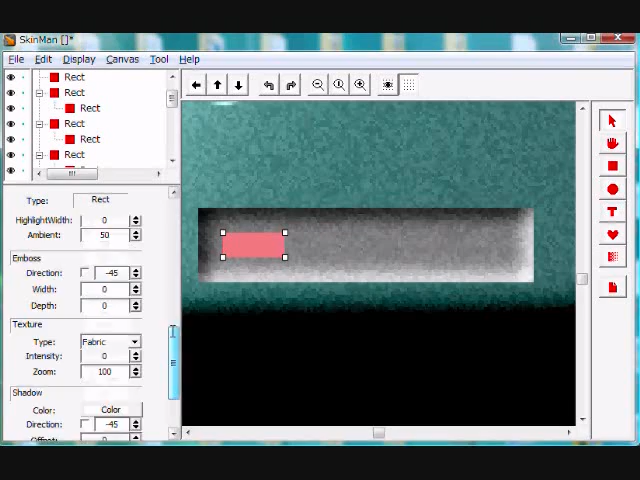 SkinMan []*
File Edit Display Canvas Tool Help
Rect
Rect
Rect
Rect
Rect
Rect
Type: Rect
HighlightWidth: 0
Ambient: 50
Emboss
Direction: -45
Width: 0
Depth: 0
Texture
Type: Fabric
Intensity: 0
Zoom: 100
Shadow
Color: Color
Direction: -45
Offset: 0